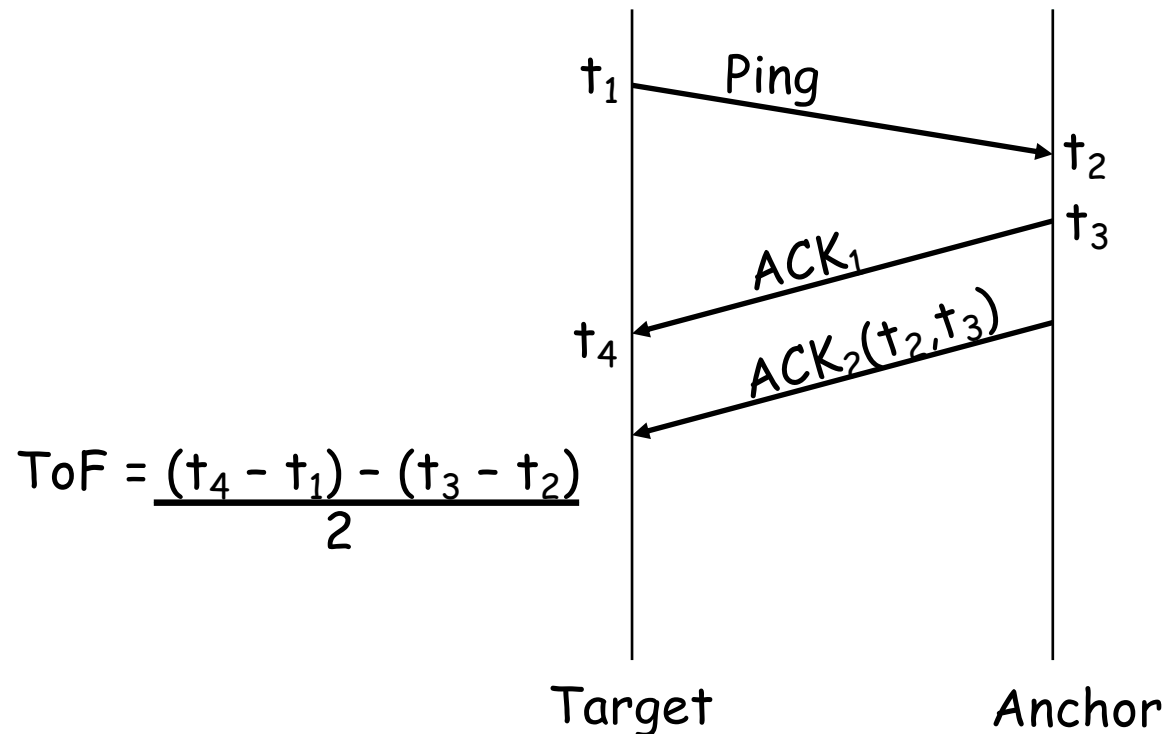 t₁
Ping
t₂
t₃
ACK₁
t₄
ACK₂(t₂,t₃)
ToF = (t₄ - t₁) - (t₃ - t₂)
2
Target
Anchor